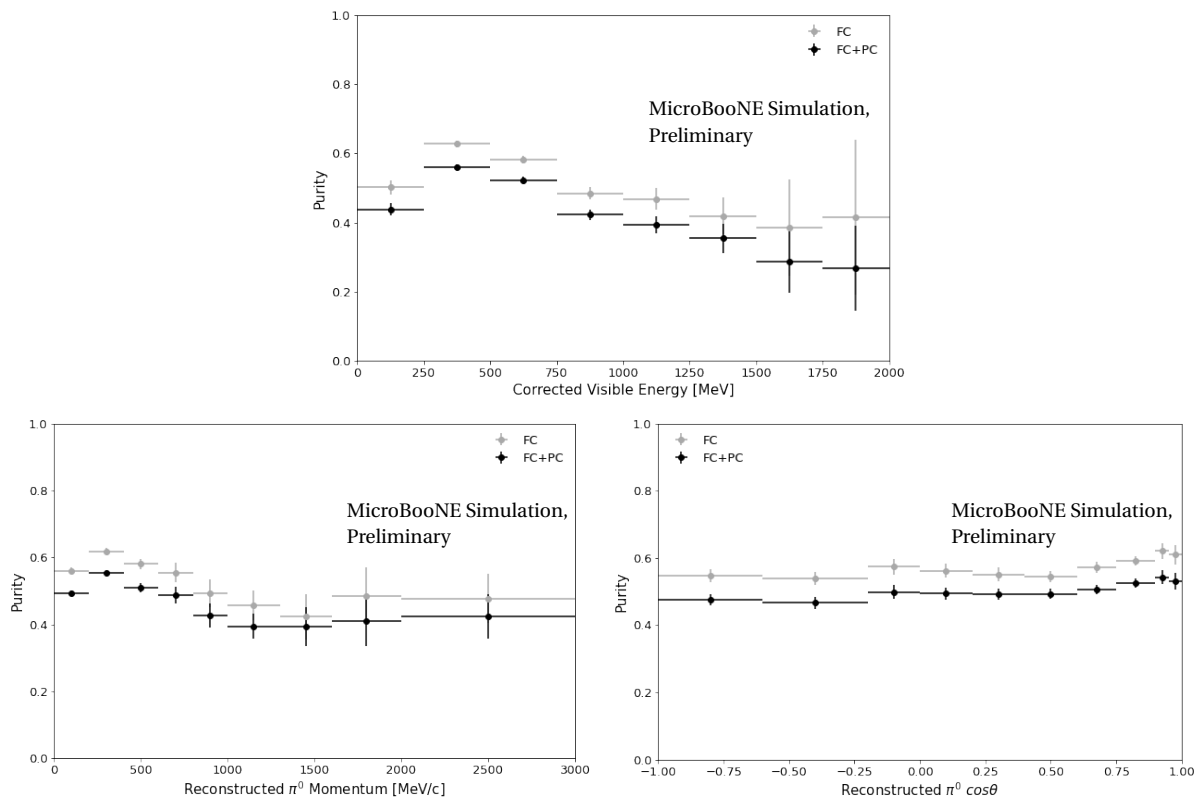 1.0
FC
FC+PC
0.8
MicroBooNE Simulation,
Preliminary
0.6
Purity
0.4
0.2
0.0
0 250 500 750 1000 1250 1500 1750 2000
Corrected Visible Energy [MeV]
1.0
FC
FC+PC
0.8
MicroBooNE Simulation,
Preliminary
0.6
Purity
0.4
0.2
0.0
0 500 1000 1500 2000 2500 3000
Reconstructed π⁰ Momentum [MeV/c]
1.0
FC
FC+PC
0.8
MicroBooNE Simulation,
Preliminary
0.6
Purity
0.4
0.2
0.0
−1.00 −0.75 −0.50 −0.25 0.00 0.25 0.50 0.75 1.00
Reconstructed π⁰ cosθ